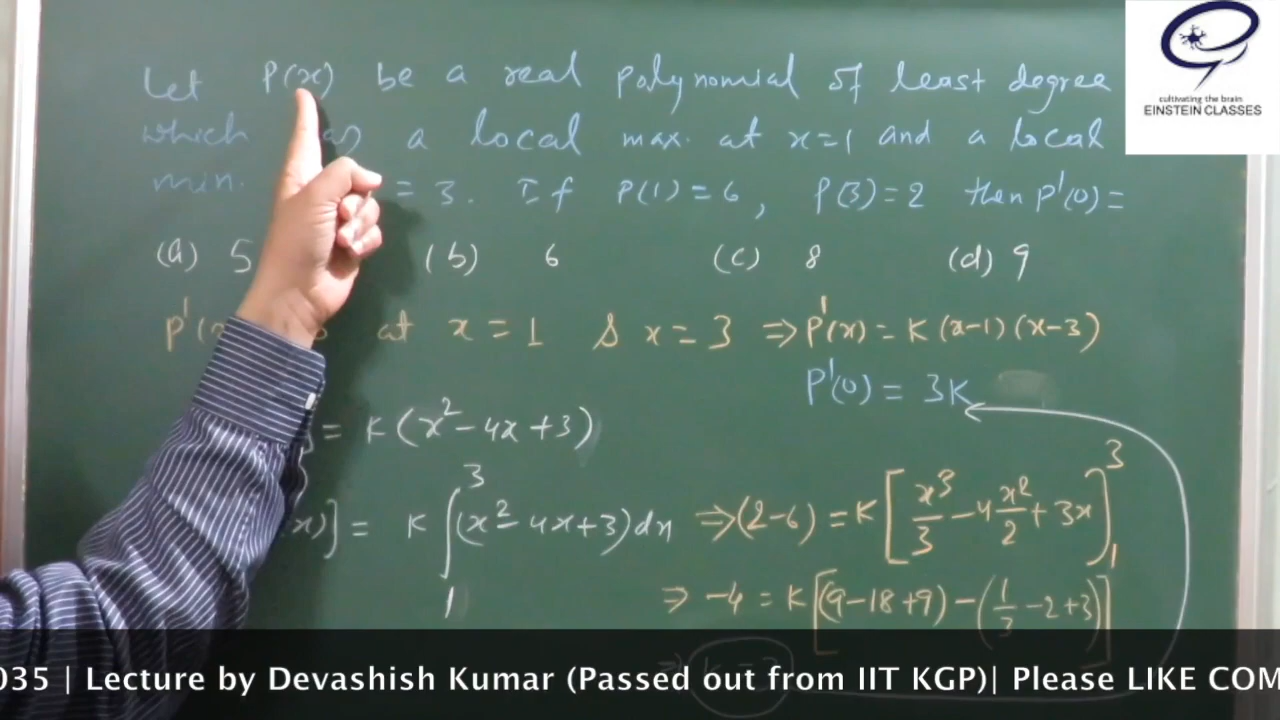 cultivating the brain
EINSTEIN CLASSES
Let P(x) be a real polynomial of least degree
which a local max. at x=1 and a local
min. = 3. If P(1)=6, P(3)=2 then P'(0)=
(a) 5 (b) 6 (c) 8 (d) 9
P' at x = 1 & x = 3 ⇒ P'(x) = K(x-1)(x-3)
P'(0) = 3K
= K(x²-4x+3)
x)] = K ∫₁³ (x²-4x+3)dx ⇒ (2-6) = K[x³/3 - 4x²/2 + 3x]₁³
⇒ -4 = K[(9-18+9)-(1/3-2+3)]
035 | Lecture by Devashish Kumar (Passed out from IIT KGP)| Please LIKE COM